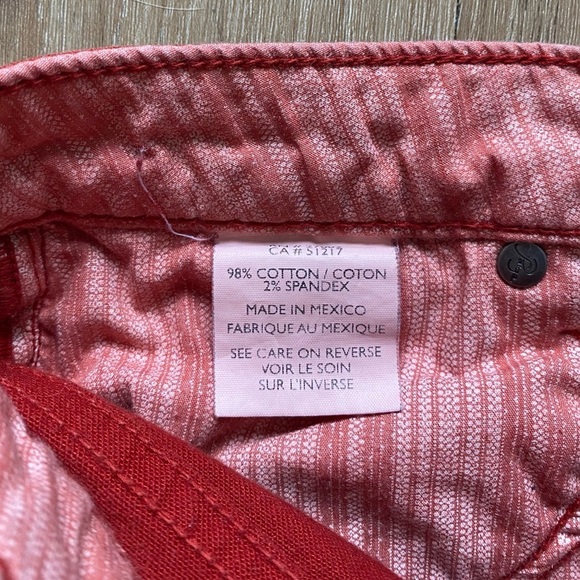 CA # 51217
98% COTTON / COTON
2% SPANDEX
MADE IN MEXICO
FABRIQUE AU MEXIQUE
SEE CARE ON REVERSE
VOIR LE SOIN
SUR L'INVERSE